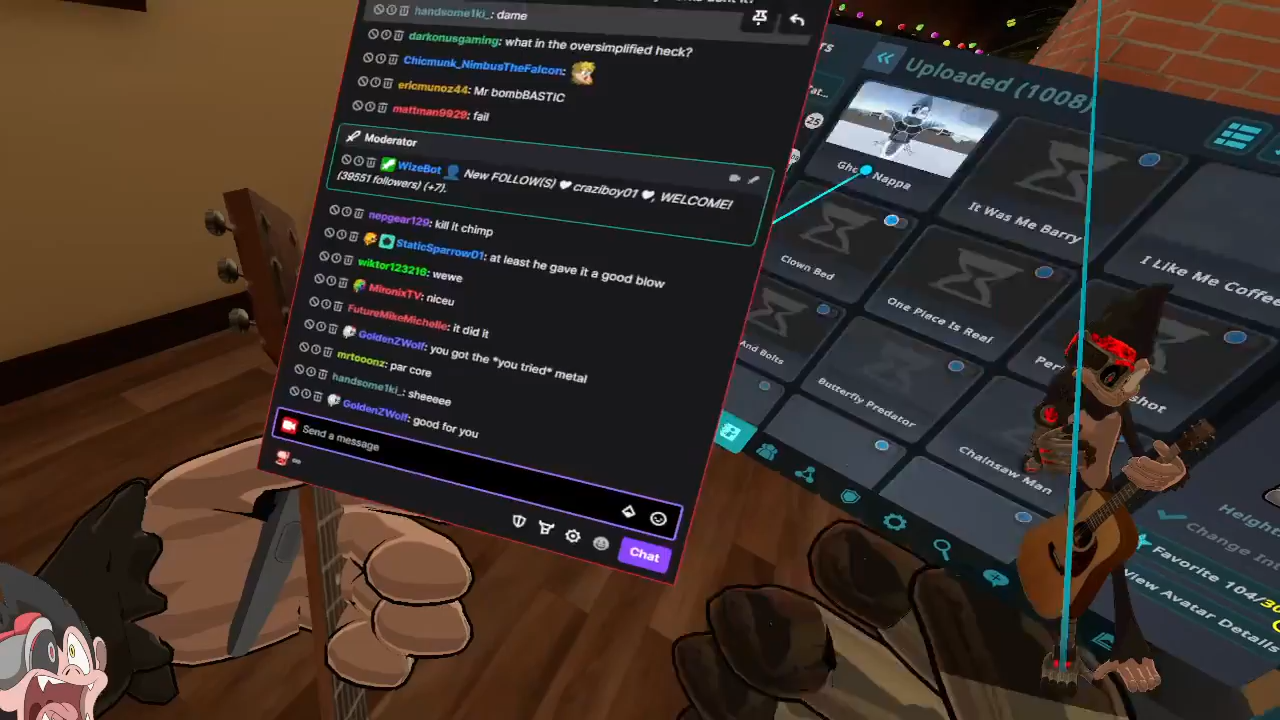 handsome1ki_: dame
darkonusgaming: what in the oversimplified heck?
Chicmunk_NimbusTheFalcon:
ericmunoz44: Mr bombBASTIC
mattman9929: fail
Moderator
WizeBot New FOLLOW(S) craziboy01, WELCOME!
(39551 followers) (+7).
nepgear129: kill it chimp
StaticSparrow01: at least he gave it a good blow
wiktor123216: wewe
MironixTV: niceu
FutureMikeMichelle: it did it
GoldenZWolf: you got the *you tried* metal
mrtooonz: par core
handsome1ki_: sheeeee
GoldenZWolf: good for you
Send a message
Chat
Uploaded (1008)
25
Nappa
It Was Me Barry
I Like Me Coffee
Clown Bed
One Place Is Real
And Bolts
Butterfly Predator
shot
Chainsaw Man
Favorite 104/30
View Avatar Details